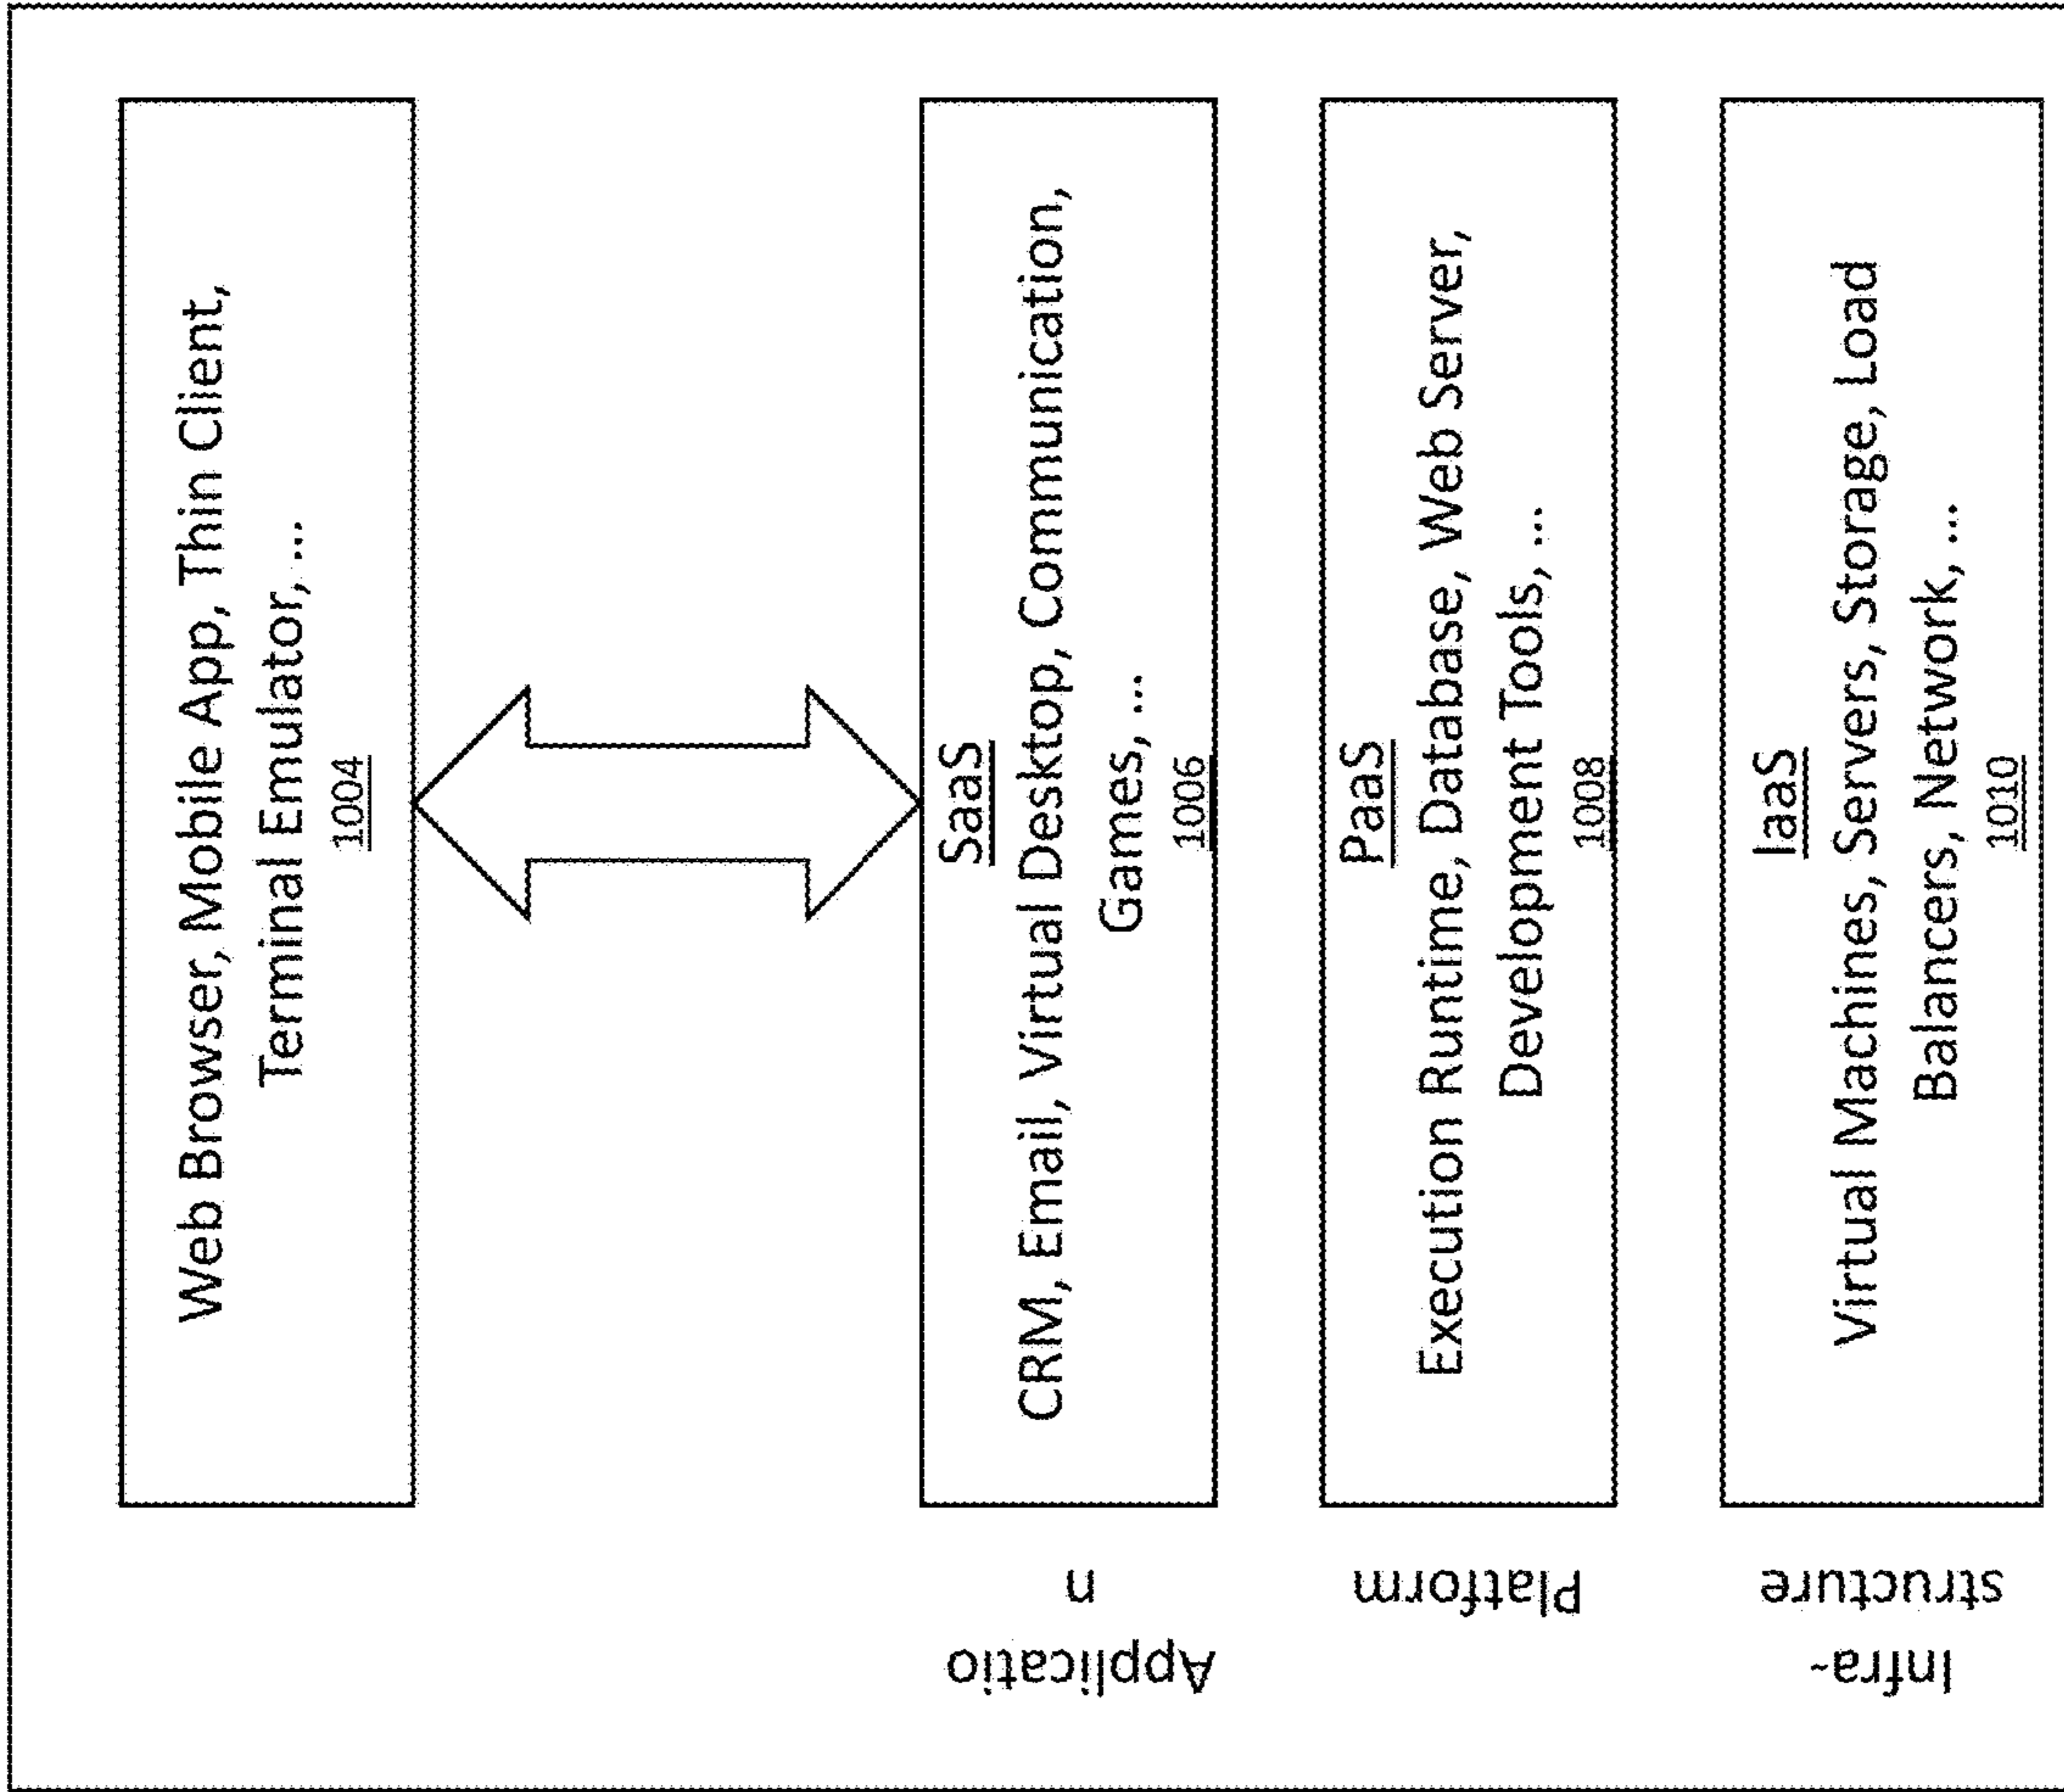 Web Browser, Mobile App, Thin Client,
Terminal Emulator, ...
1004
SaaS
CRM, Email, Virtual Desktop, Communication,
Games, ...
1006
Applicatio
n
PaaS
Execution Runtime, Database, Web Server,
Development Tools, ...
1008
Platform
IaaS
Virtual Machines, Servers, Storage, Load
Balancers, Network, ...
1010
Infra-
structure